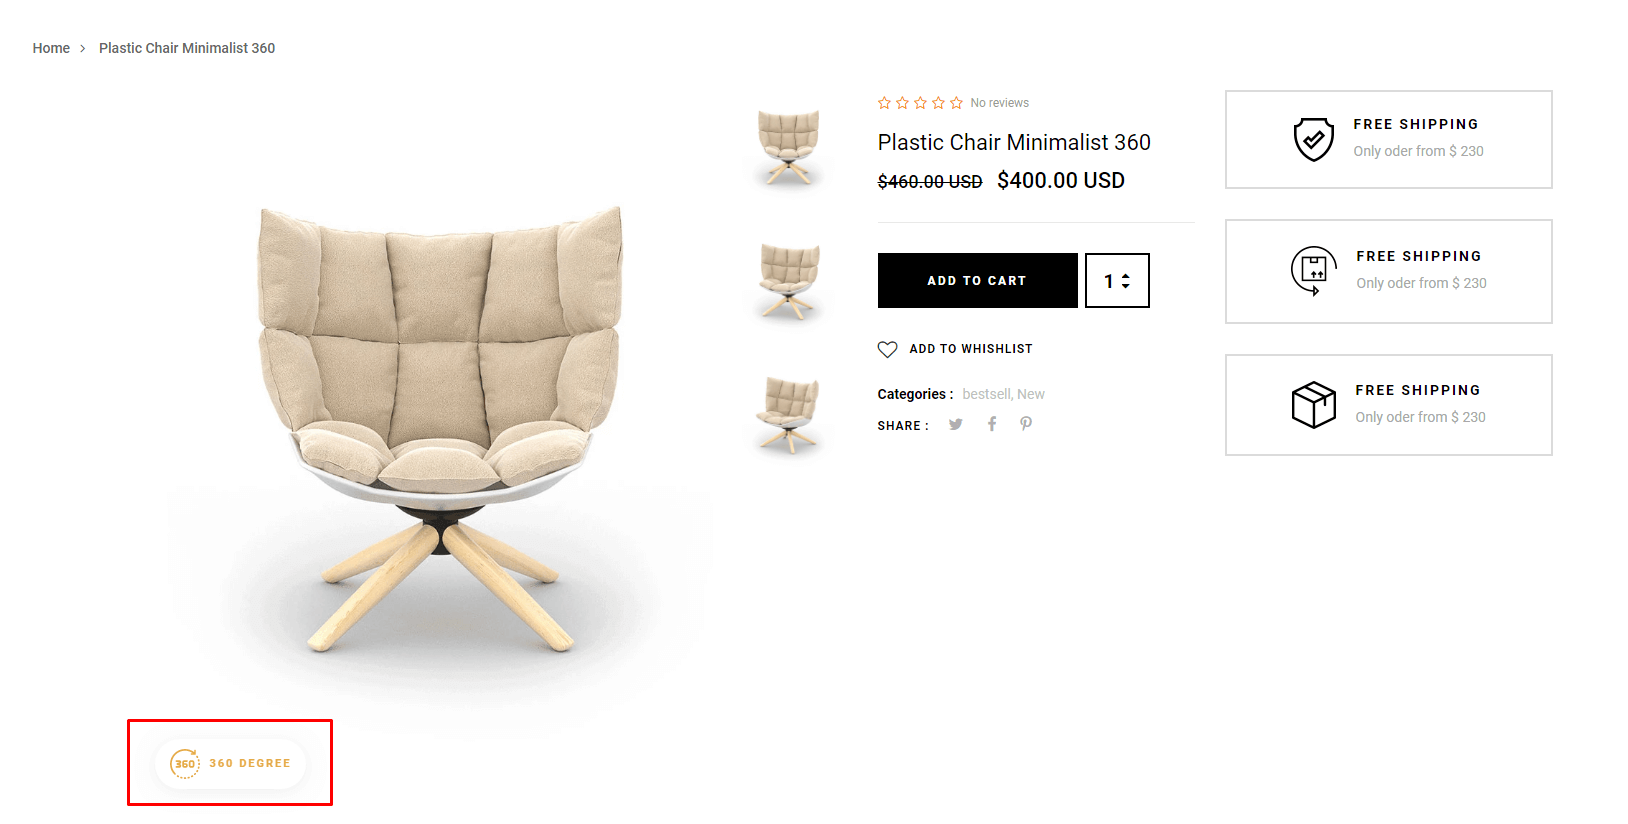 Home > Plastic Chair Minimalist 360
No reviews
Plastic Chair Minimalist 360
$460.00 USD $400.00 USD
ADD TO CART
1
ADD TO WHISHLIST
Categories : bestsell, New
SHARE :
FREE SHIPPING
Only oder from $ 230
FREE SHIPPING
Only oder from $ 230
FREE SHIPPING
Only oder from $ 230
360
360 DEGREE